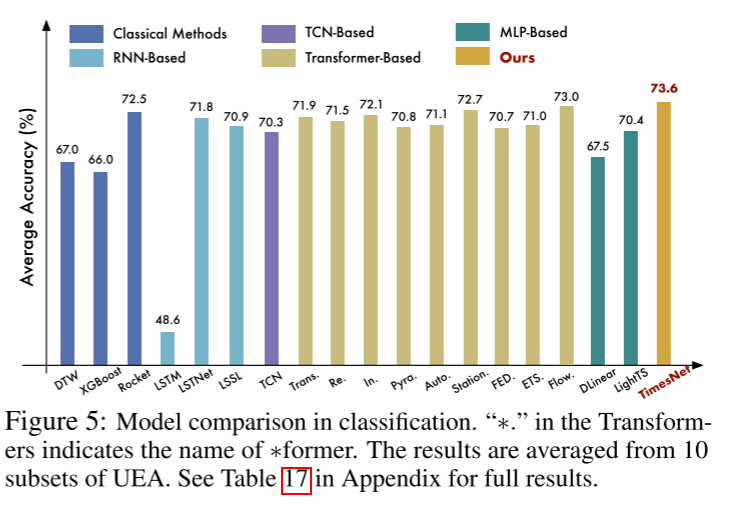 Classical Methods
RNN-Based
TCN-Based
Transformer-Based
MLP-Based
Ours
Average Accuracy (%)
67.0
66.0
72.5
48.6
71.8
70.9
70.3
71.9
71.5
72.1
70.8
71.1
72.7
70.7
71.0
73.0
67.5
70.4
73.6
DTW
XGBoost
Rocket
LSTM
LSTNet
LSSL
TCN
Trans.
Re.
In.
Pyra.
Auto.
Station.
FED.
ETS.
Flow.
DLinear
LightTS
TimesNet
Figure 5: Model comparison in classification. “∗.” in the Transform-
ers indicates the name of ∗former. The results are averaged from 10
subsets of UEA. See Table 17 in Appendix for full results.